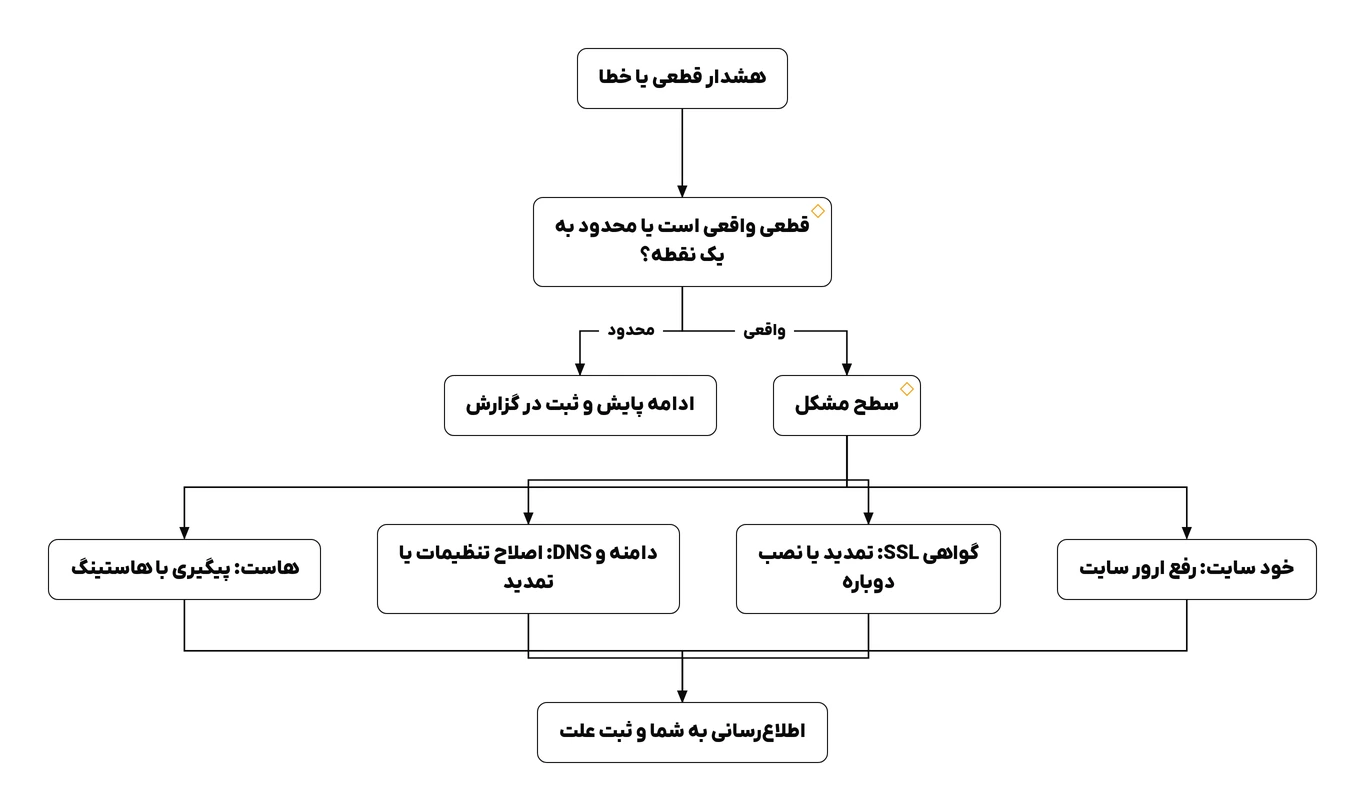 هشدار قطعی یا خطا
قطعی واقعی است یا محدود به
یک نقطه؟
واقعی
محدود
سطح مشکل
ادامه پایش و ثبت در گزارش
خود سایت: رفع ارور سایت
گواهی SSL: تمدید یا نصب
دوباره
دامنه و DNS: اصلاح تنظیمات یا
تمدید
هاست: پیگیری با هاستینگ
اطلاع‌رسانی به شما و ثبت علت